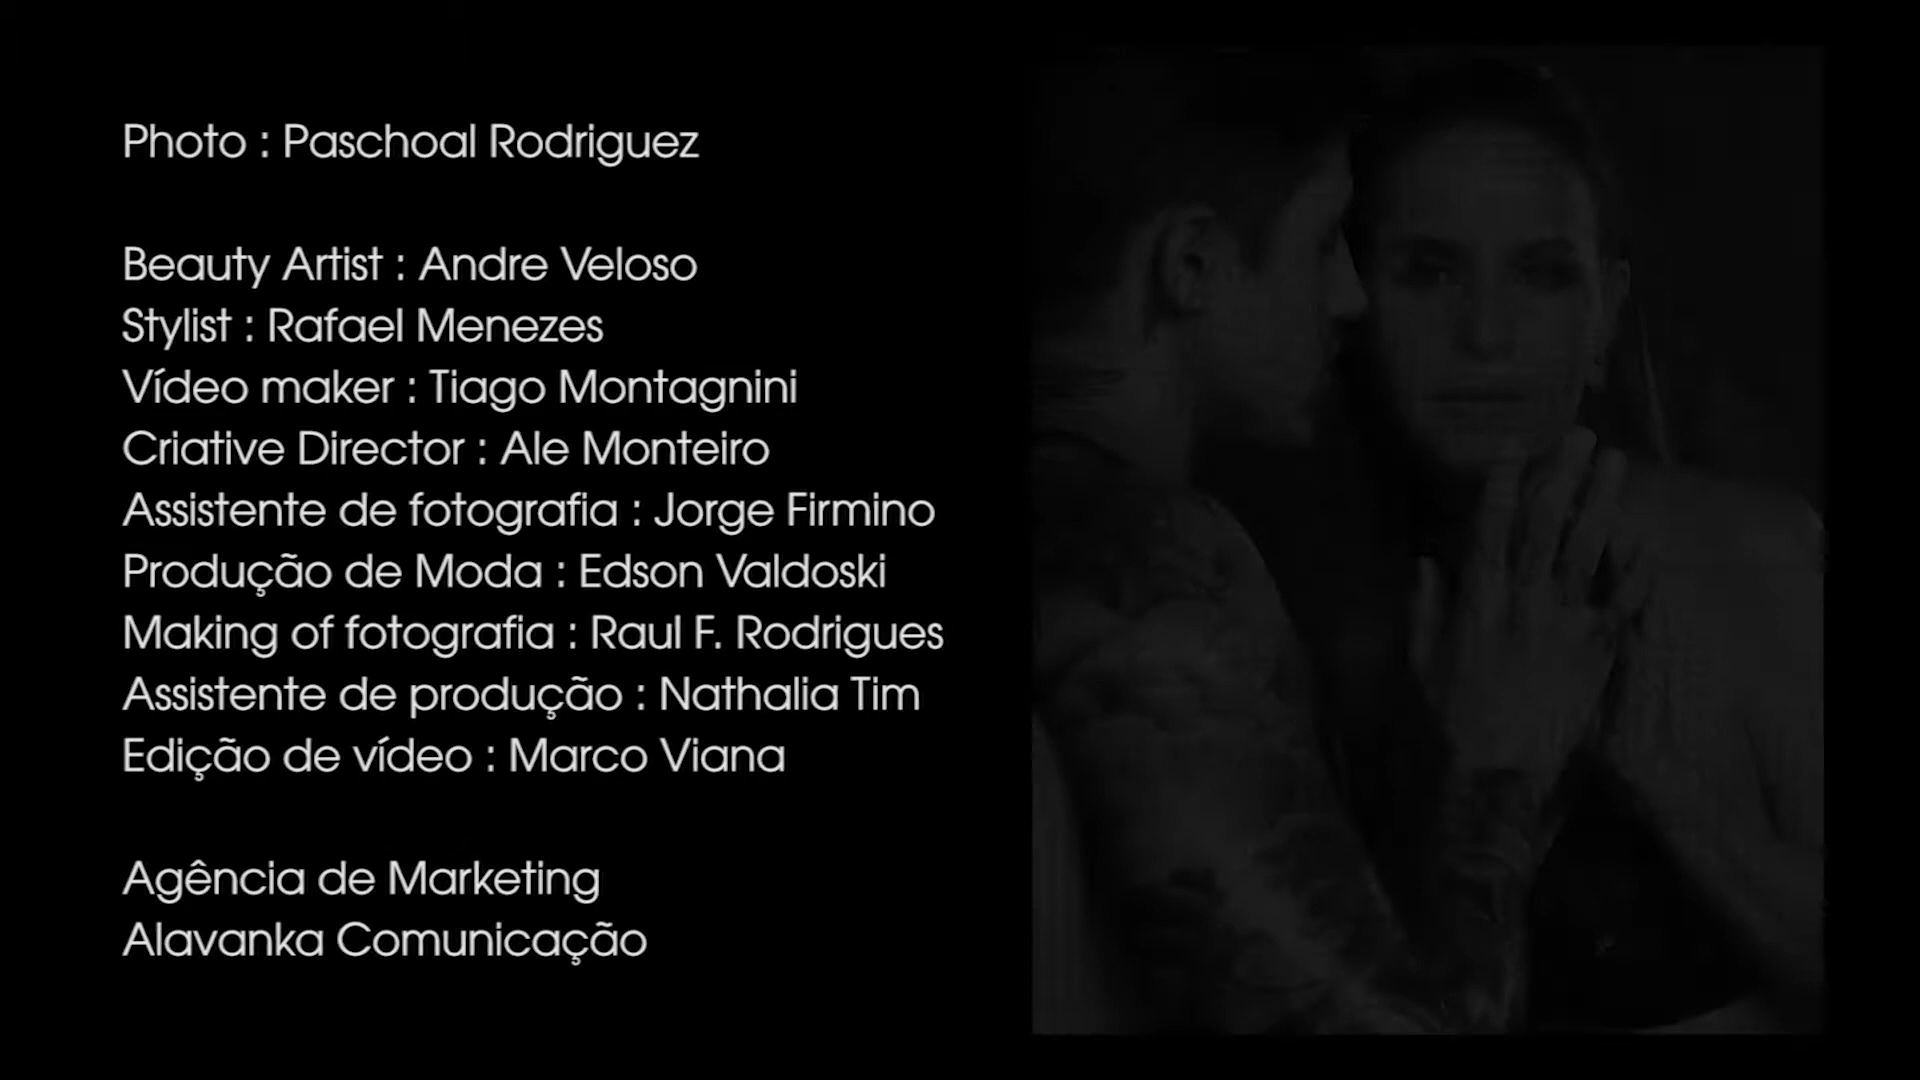 Photo : Paschoal Rodriguez
Beauty Artist : Andre Veloso
Stylist : Rafael Menezes
Vídeo maker : Tiago Montagnini
Criative Director : Ale Monteiro
Assistente de fotografia : Jorge Firmino
Produção de Moda : Edson Valdoski
Making of fotografia : Raul F. Rodrigues
Assistente de produção : Nathalia Tim
Edição de vídeo : Marco Viana
Agência de Marketing
Alavanka Comunicação